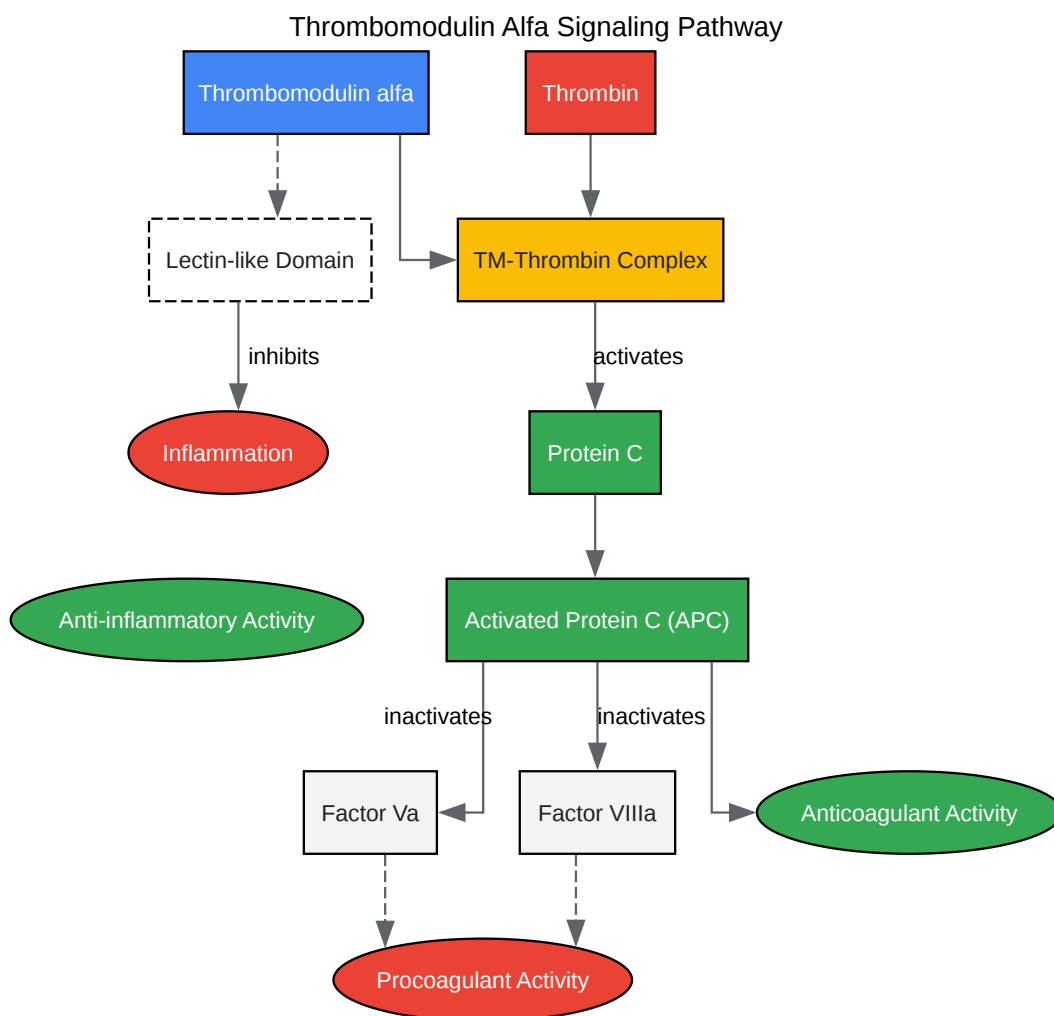 Thrombomodulin Alfa Signaling Pathway
Thrombomodulin alfa
Thrombin
Lectin-like Domain
TM-Thrombin Complex
inhibits
activates
Inflammation
Protein C
Anti-inflammatory Activity
Activated Protein C (APC)
inactivates
inactivates
Factor Va
Factor VIIIa
Anticoagulant Activity
Procoagulant Activity